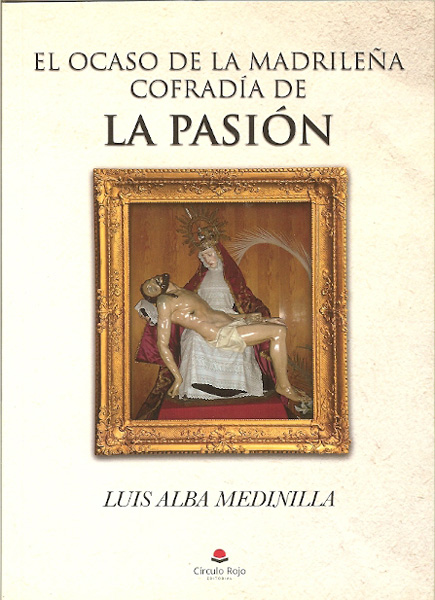 EL OCASO DE LA MADRILEÑA
COFRADÍA DE
LA PASIÓN
LUIS ALBA MEDINILLA
Círculo Rojo
EDITORIAL